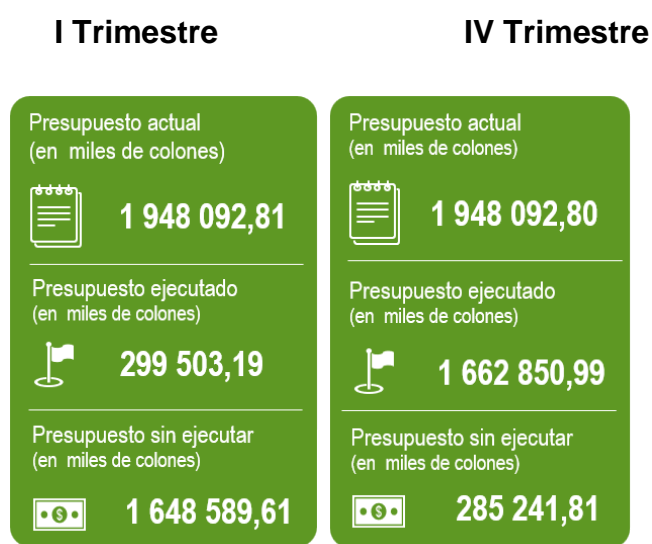 I Trimestre
IV Trimestre
Presupuesto actual
(en miles de colones)
1 948 092,81
Presupuesto ejecutado
(en miles de colones)
299 503,19
Presupuesto sin ejecutar
(en miles de colones)
1 648 589,61
Presupuesto actual
(en miles de colones)
1 948 092,80
Presupuesto ejecutado
(en miles de colones)
1 662 850,99
Presupuesto sin ejecutar
(en miles de colones)
285 241,81